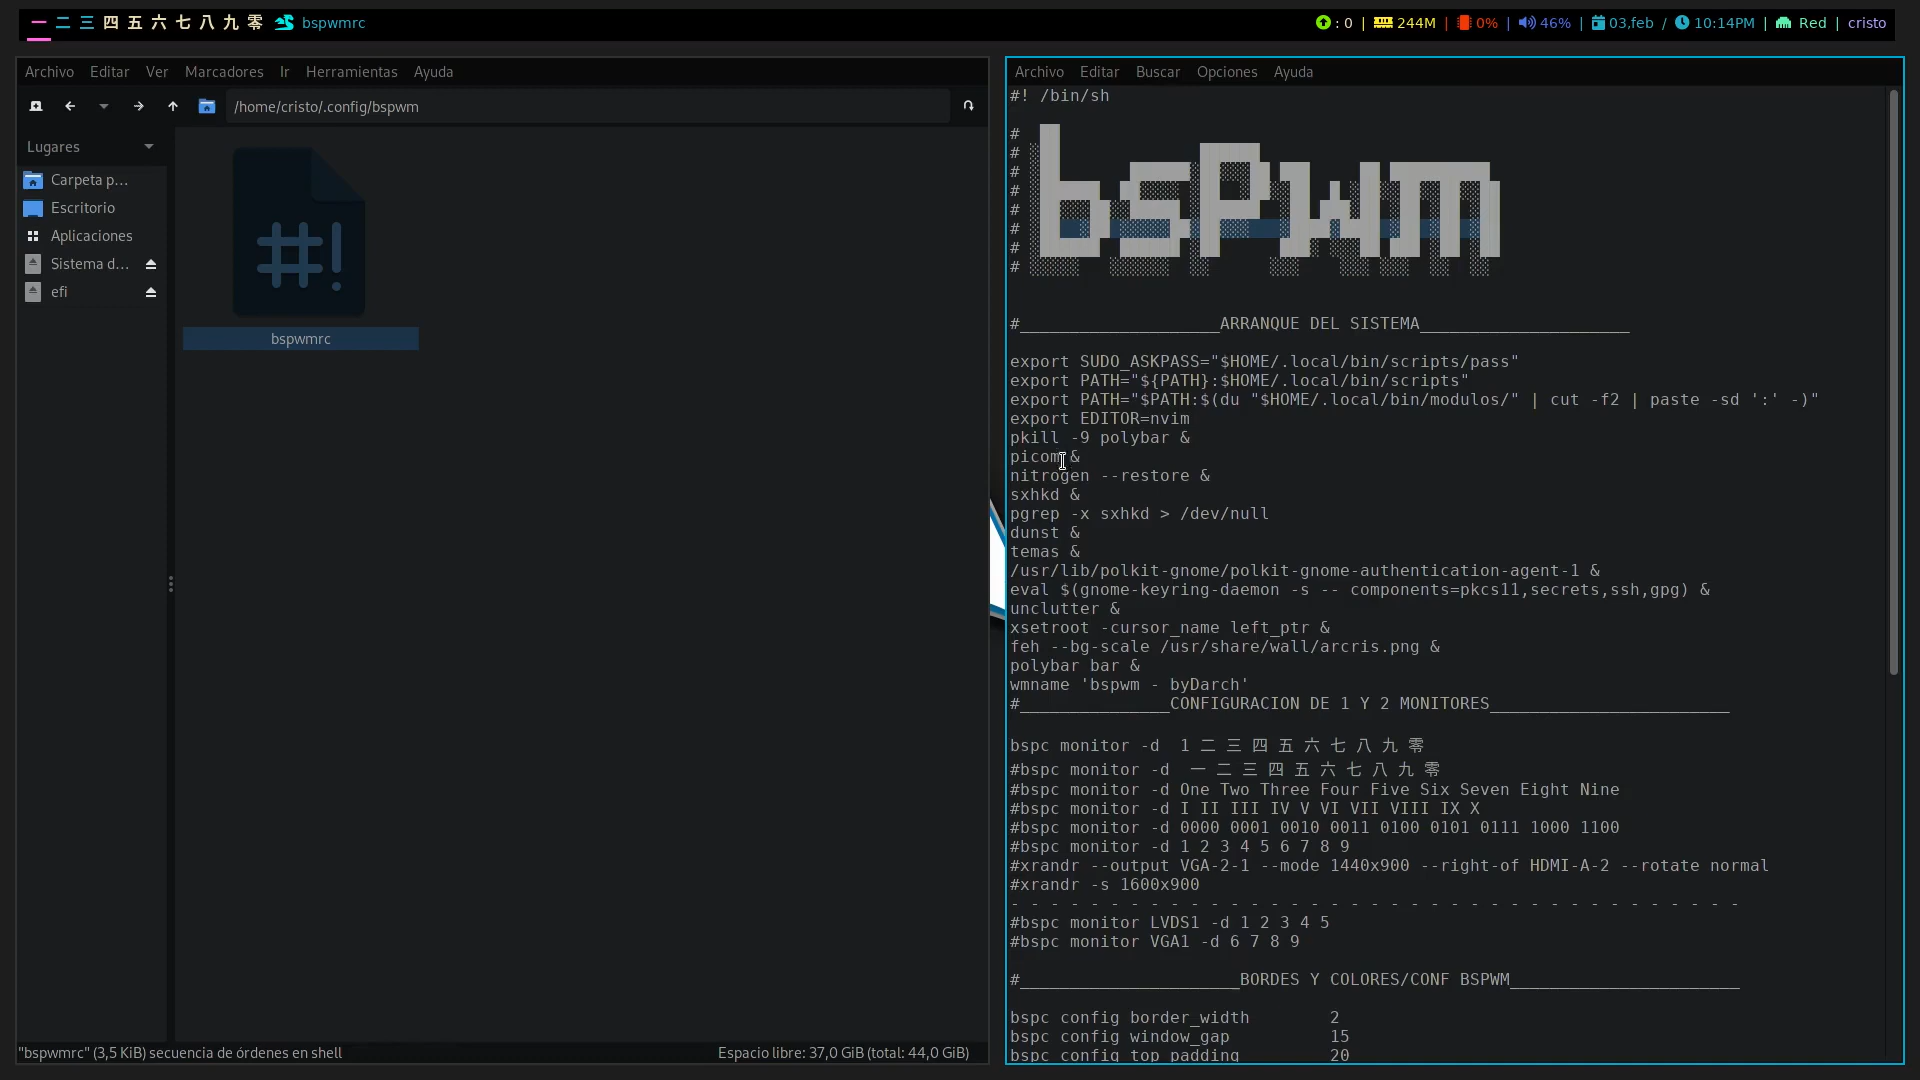 一 二 三 四 五 六 七 八 九 零 bspwmrc
: 0 | 244M | 0% | 46% | 03,feb / 10:14PM | Red | cristo
Archivo Editar Ver Marcadores Ir Herramientas Ayuda
/home/cristo/.config/bspwm
Lugares
Carpeta p...
Escritorio
Aplicaciones
Sistema d...
efi
#!
bspwmrc
"bspwmrc" (3,5 KiB) secuencia de órdenes en shell
Espacio libre: 37,0 GiB (total: 44,0 GiB)
Archivo Editar Buscar Opciones Ayuda
#! /bin/sh
#
#
#
#
#
#
#
#
bspwm
#____________________ARRANQUE DEL SISTEMA_____________________
export SUDO_ASKPASS="$HOME/.local/bin/scripts/pass"
export PATH="${PATH}:$HOME/.local/bin/scripts"
export PATH="$PATH:$(du "$HOME/.local/bin/modulos/" | cut -f2 | paste -sd ':' -)"
export EDITOR=nvim
pkill -9 polybar &
picom &
nitrogen --restore &
sxhkd &
pgrep -x sxhkd > /dev/null
dunst &
temas &
/usr/lib/polkit-gnome/polkit-gnome-authentication-agent-1 &
eval $(gnome-keyring-daemon -s -- components=pkcs11,secrets,ssh,gpg) &
unclutter &
xsetroot -cursor_name left_ptr &
feh --bg-scale /usr/share/wall/arcris.png &
polybar bar &
wmname 'bspwm - byDarch'
#_______________CONFIGURACION DE 1 Y 2 MONITORES________________________
bspc monitor -d  1 二 三 四 五 六 七 八 九 零
#bspc monitor -d  一 二 三 四 五 六 七 八 九 零
#bspc monitor -d One Two Three Four Five Six Seven Eight Nine
#bspc monitor -d I II III IV V VI VII VIII IX X
#bspc monitor -d 0000 0001 0010 0011 0100 0101 0111 1000 1100
#bspc monitor -d 1 2 3 4 5 6 7 8 9
#xrandr --output VGA-2-1 --mode 1440x900 --right-of HDMI-A-2 --rotate normal
#xrandr -s 1600x900
- - - - - - - - - - - - - - - - - - - - - - - - - - - - - - - - - - - - -
#bspc monitor LVDS1 -d 1 2 3 4 5
#bspc monitor VGA1 -d 6 7 8 9
#______________________BORDES Y COLORES/CONF BSPWM_______________________
bspc config border_width        2
bspc config window_gap          15
bspc config top_padding         20